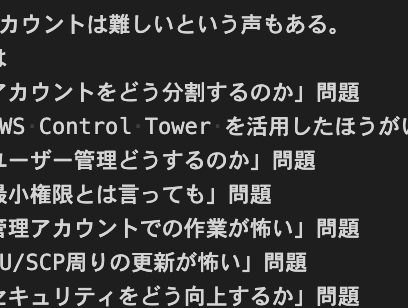 カウントは難しいという声もある。
は
アカウントをどう分割するのか」問題
WS Control Tower を活用したほうがい
ユーザー管理どうするのか」問題
最小権限とは言っても」問題
管理アカウントでの作業が怖い」問題
U/SCP周りの更新が怖い」問題
セキュリティをどう向上するか」問題